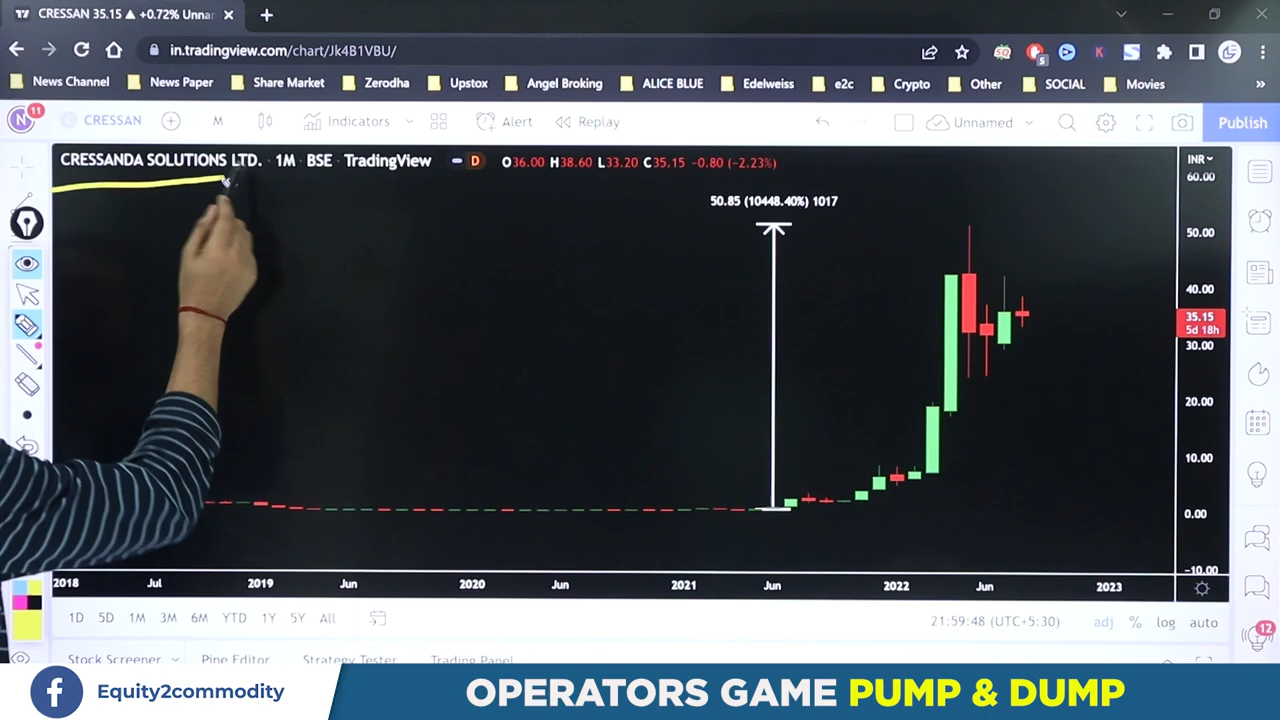 CRESSAN 35.15 ▲ +0.72% Unnar
in.tradingview.com/chart/Jk4B1VBU/
5
News Channel News Paper Share Market Zerodha Upstox Angel Broking ALICE BLUE Edelweiss e2c Crypto Other SOCIAL Movies »
N 11 CRESSAN M Indicators Alert Replay Unnamed Publish
CRESSANDA SOLUTIONS LTD. · 1M · BSE · TradingView D O36.00 H38.60 L33.20 C35.15 -0.80 (-2.23%) INR
60.00
50.85 (10448.40%) 1017
50.00
40.00
35.15
5d 18h
30.00
20.00
10.00
0.00
-10.00
2018 Jul 2019 Jun 2020 Jun 2021 Jun 2022 Jun 2023
1D 5D 1M 3M 6M YTD 1Y 5Y All 21:59:48 (UTC+5:30) adj % log auto
12
Stock Screener Pine Editor Strategy Tester Trading Panel
Equity2commodity OPERATORS GAME PUMP & DUMP